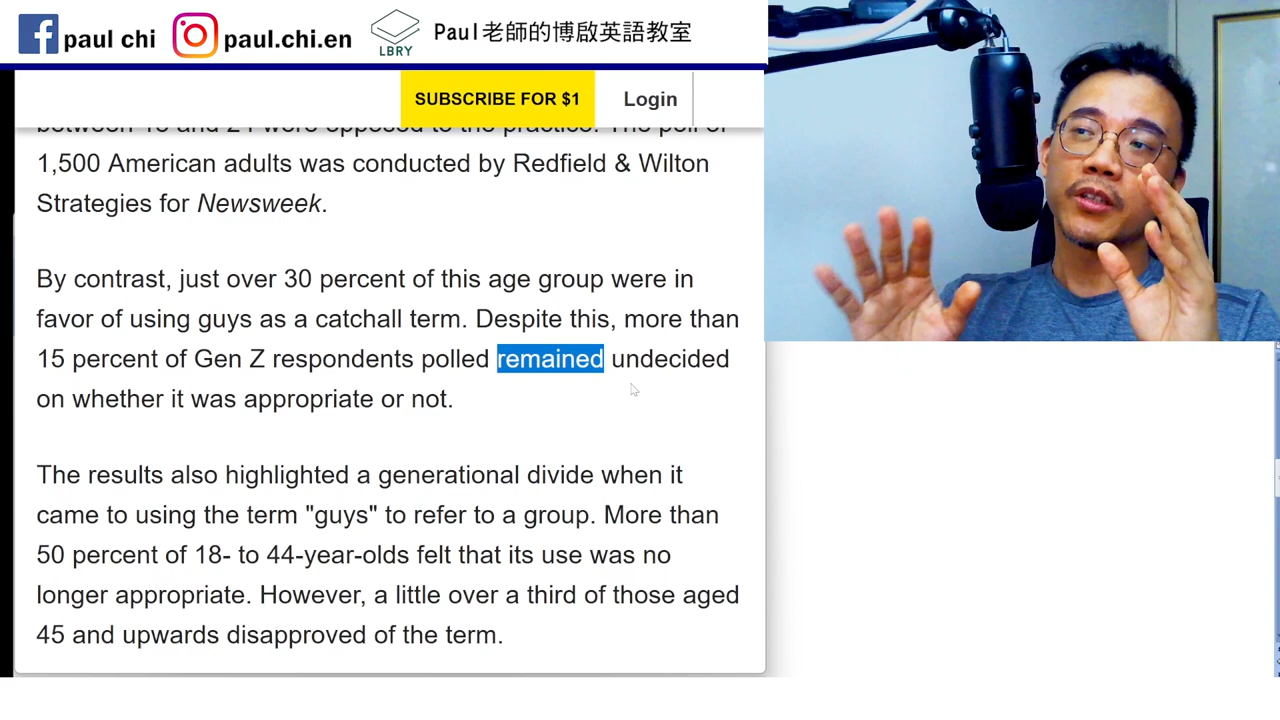 paul chi
paul.chi.en
LBRY
Paul老師的博啟英語教室
SUBSCRIBE FOR $1
Login
1,500 American adults was conducted by Redfield & Wilton
Strategies for Newsweek.
By contrast, just over 30 percent of this age group were in
favor of using guys as a catchall term. Despite this, more than
15 percent of Gen Z respondents polled remained undecided
on whether it was appropriate or not.
The results also highlighted a generational divide when it
came to using the term "guys" to refer to a group. More than
50 percent of 18- to 44-year-olds felt that its use was no
longer appropriate. However, a little over a third of those aged
45 and upwards disapproved of the term.